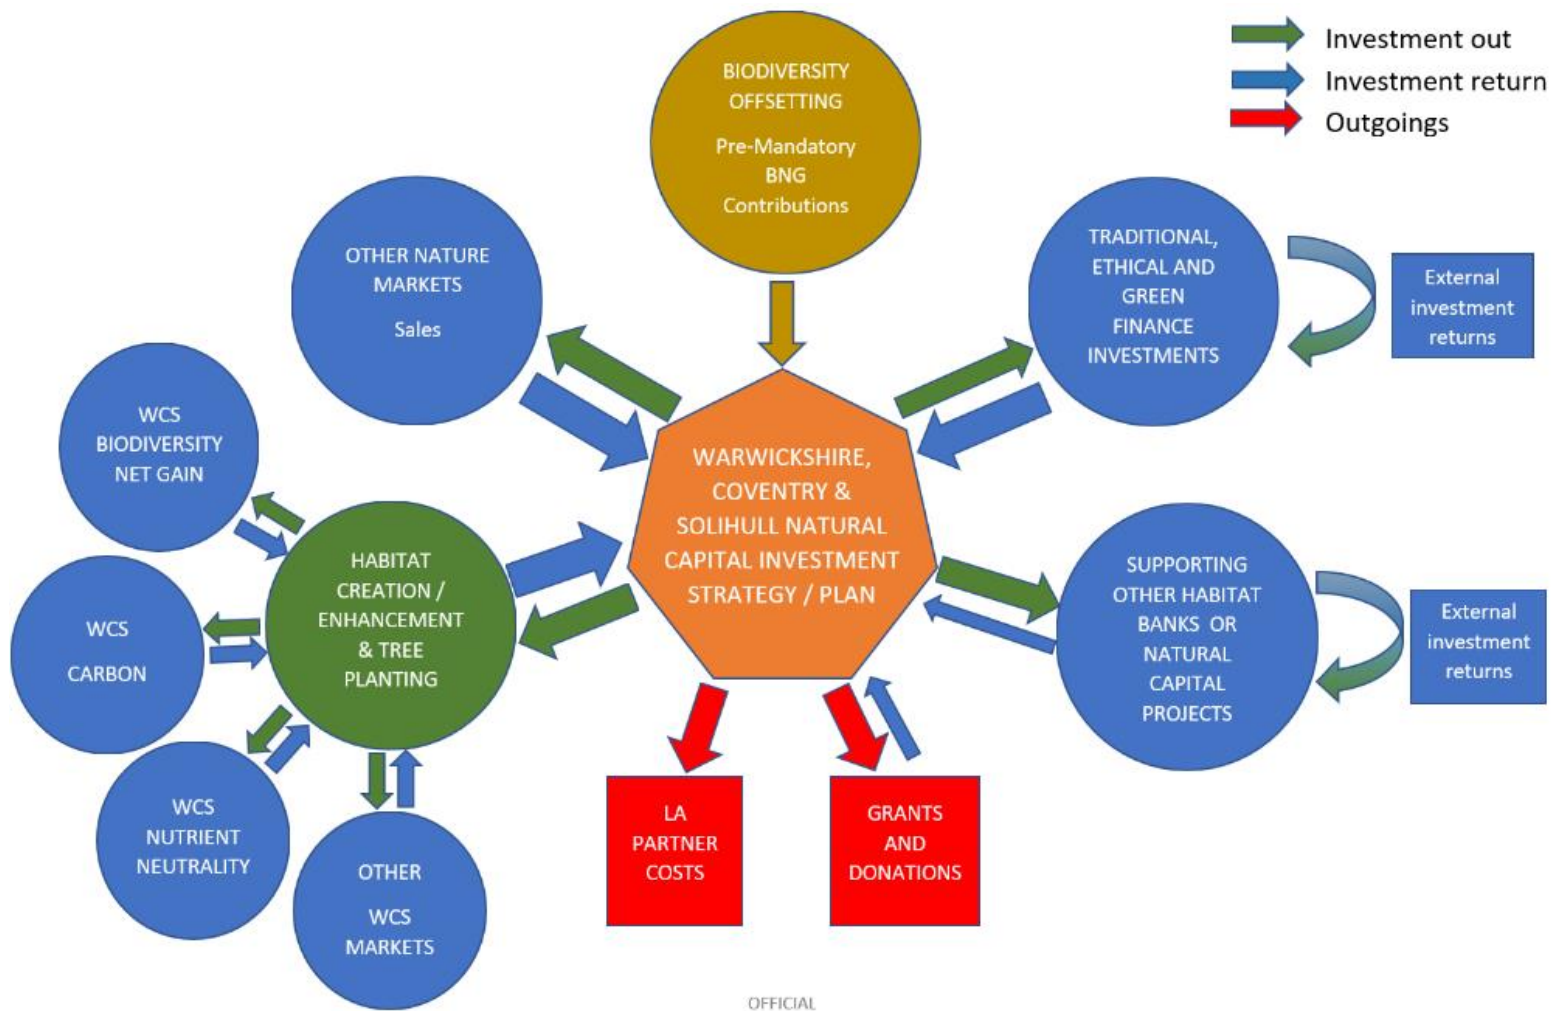 BIODIVERSITY
OFFSETTING
Pre-Mandatory
BNG
Contributions
Investment out
Investment return
Outgoings
OTHER NATURE
MARKETS
Sales
TRADITIONAL,
ETHICAL AND
GREEN
FINANCE
INVESTMENTS
External
investment
returns
WCS
BIODIVERSITY
NET GAIN
WARWICKSHIRE,
COVENTRY &
SOLIHULL NATURAL
CAPITAL INVESTMENT
STRATEGY / PLAN
HABITAT
CREATION /
ENHANCEMENT
& TREE
PLANTING
SUPPORTING
OTHER HABITAT
BANKS OR
NATURAL
CAPITAL
PROJECTS
External
investment
returns
WCS
CARBON
WCS
NUTRIENT
NEUTRALITY
OTHER
WCS
MARKETS
LA
PARTNER
COSTS
GRANTS
AND
DONATIONS
OFFICIAL